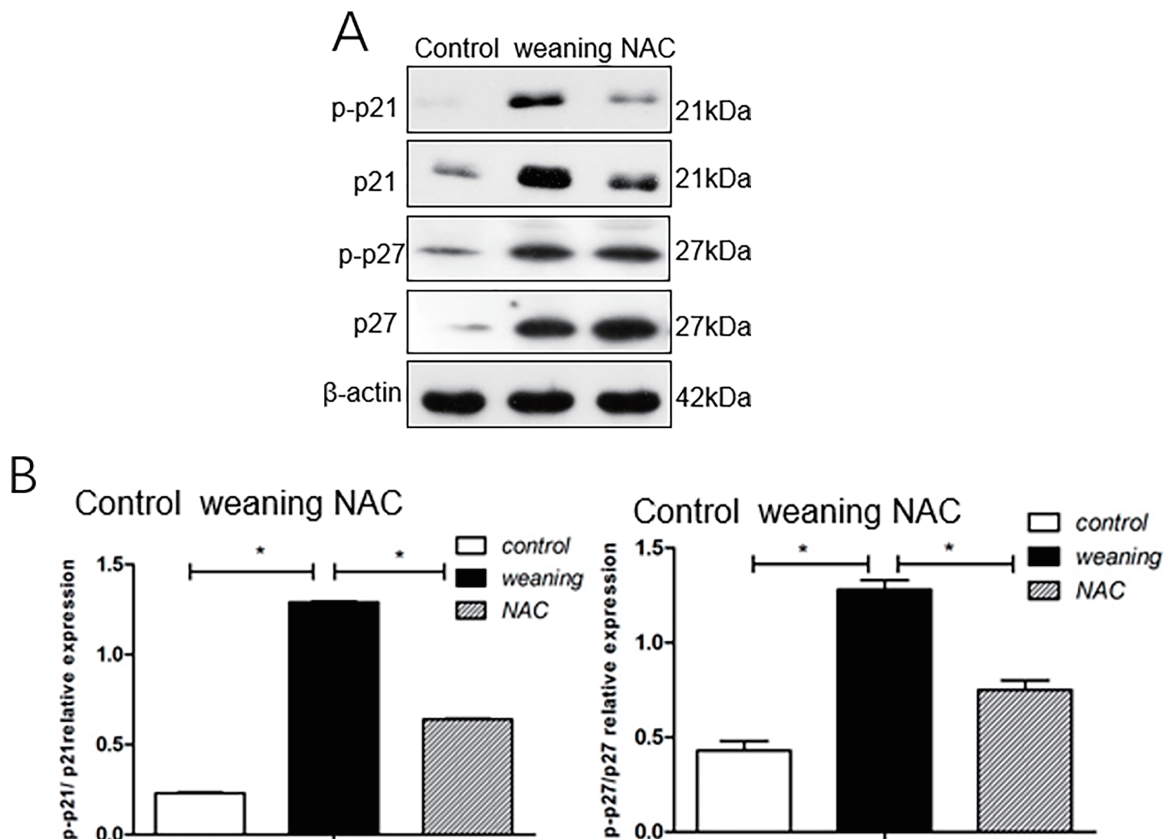 A
Control weaning NAC
p-p21 21kDa
p21 21kDa
p-p27 27kDa
p27 27kDa
β-actin 42kDa
B
Control weaning NAC
* *
control
weaning
NAC
p-p21/ p21relative expression
1.5
1.0
0.5
0.0
Control weaning NAC
* *
control
weaning
NAC
p-p27/p27 relative expression
1.5
1.0
0.5
0.0